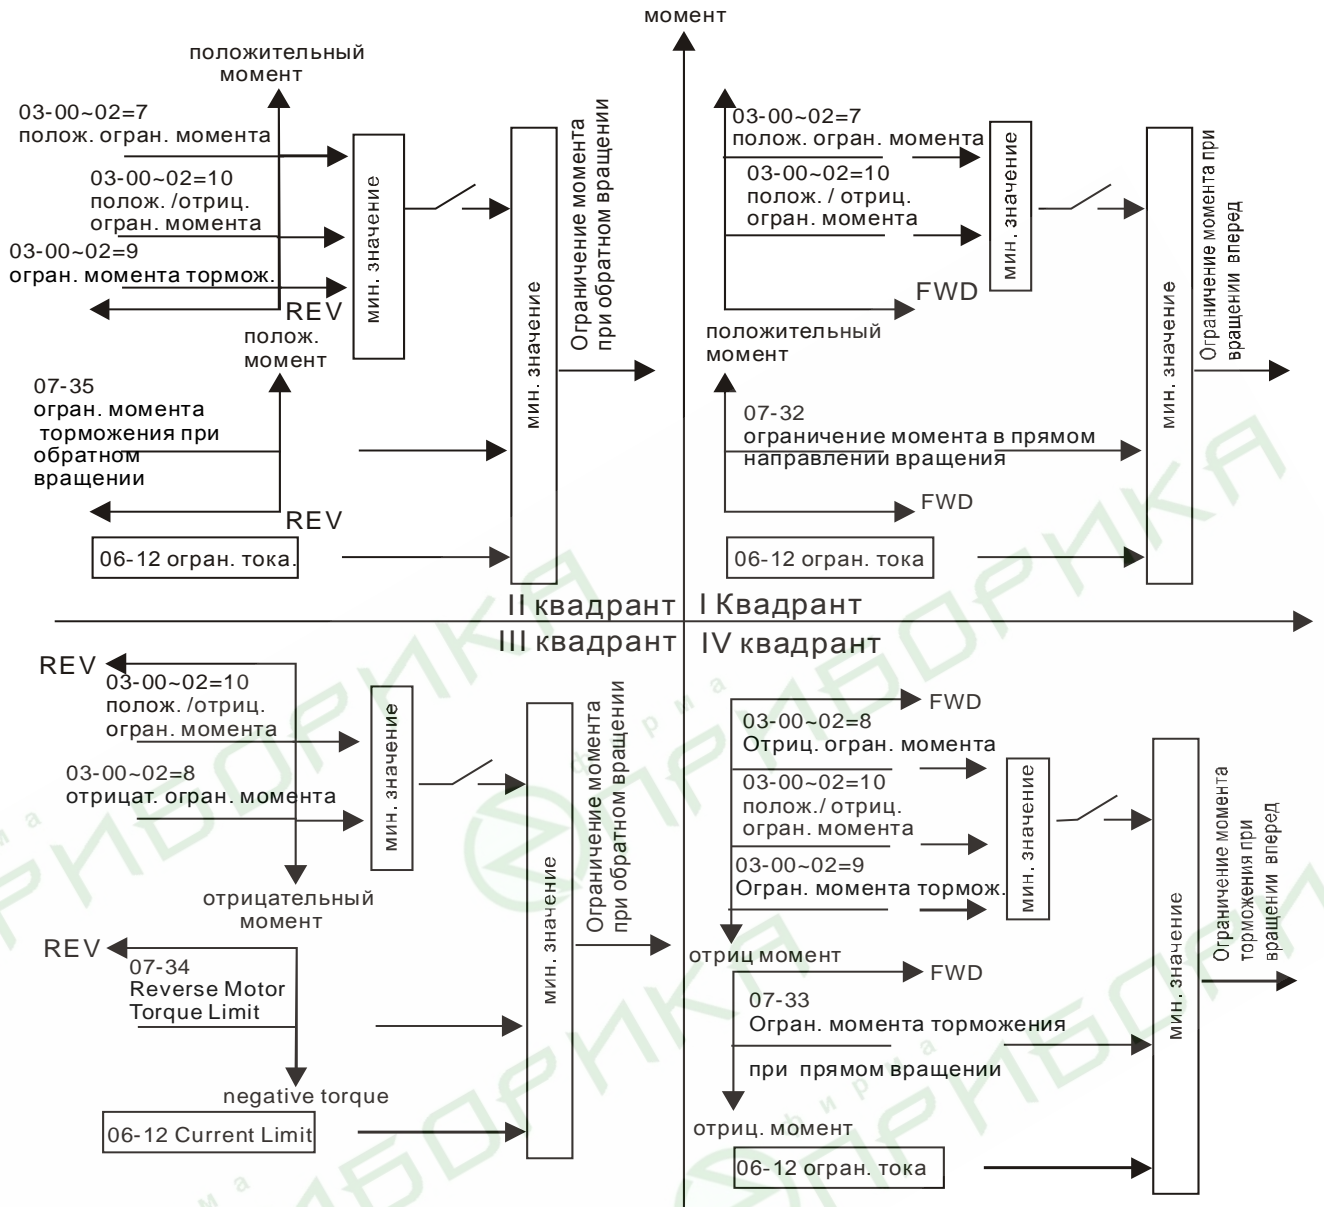 момент
положительный
момент
03-00~02=7
полож. огран. момента
03-00~02=10
полож. /отриц.
огран. момента
03-00~02=9
огран. момента тормож.
REV
мин. значение
мин. значение
Ограничение момента
при обратном вращении
полож.
момент
07-35
огран. момента
торможения при
обратном
вращении
REV
06-12 огран. тока.
II квадрант
03-00~02=7
полож. огран. момента
03-00~02=10
полож. / отриц.
огран. момента
FWD
мин. значение
мин. значение
Ограничение момента при
вращении вперед
положительный
момент
07-32
ограничение момента в прямом
направлении вращения
FWD
06-12 огран. тока
I Квадрант
III квадрант
REV
03-00~02=10
полож. /отриц.
огран. момента
03-00~02=8
отрицат. огран. момента
мин. значение
мин. значение
Ограничение момента
при обратном вращении
отрицательный
момент
REV
07-34
Reverse Motor
Torque Limit
negative torque
06-12 Current Limit
IV квадрант
FWD
03-00~02=8
Отриц. огран. момента
03-00~02=10
полож./ отриц.
огран. момента
03-00~02=9
Огран. момента тормож.
мин. значение
мин. значение
Ограничение момента
торможения при
вращении вперед
отриц момент
FWD
07-33
Огран. момента торможения
при прямом вращении
отриц. момент
06-12 огран. тока
фирма
ПРИБОРИКА